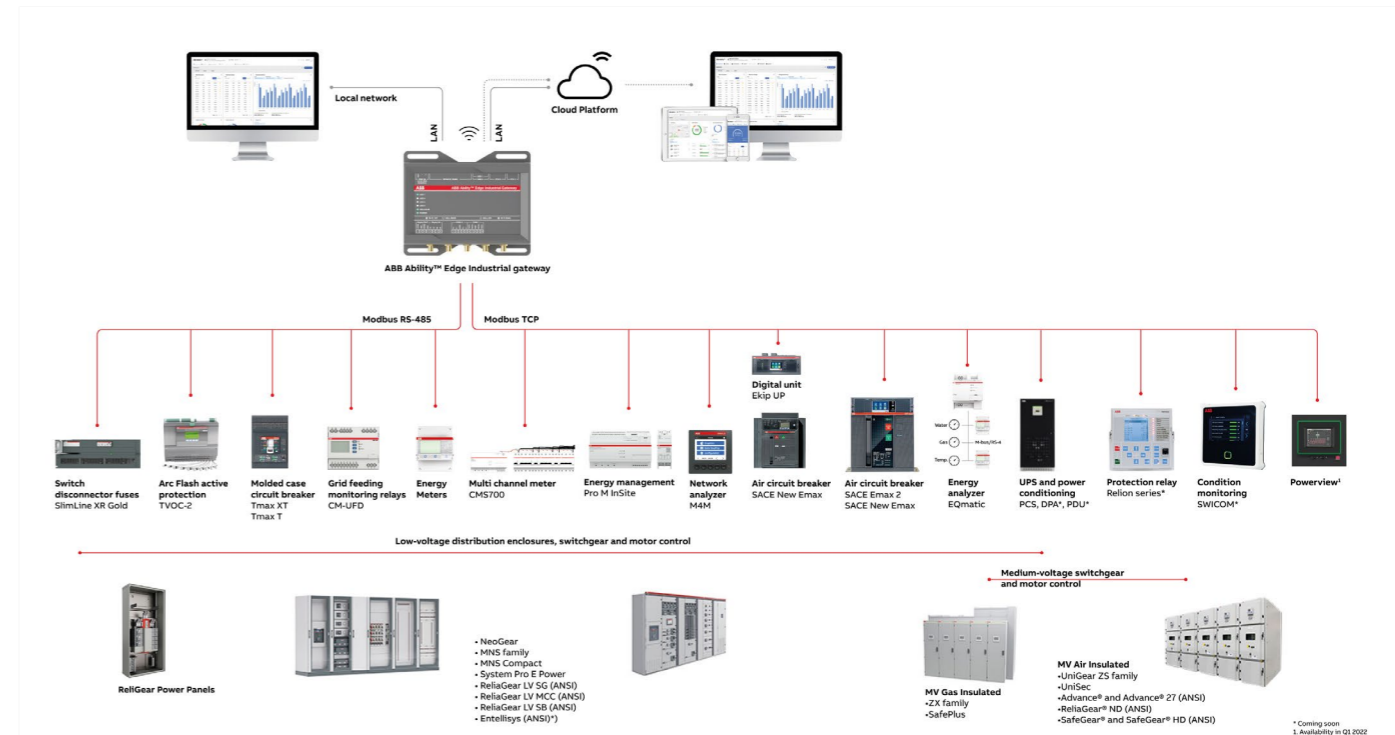 Local network
Cloud Platform
LAN
LAN
ABB
ABB Ability™ Edge Industrial Gateway
ABB Ability™ Edge Industrial gateway
Modbus RS-485
Modbus TCP
Digital unit
Ekip UP
Water
Gas
M-bus/RS-4
Temp.
Switch
disconnector fuses
SlimLine XR Gold
Arc Flash active
protection
TVOC-2
Molded case
circuit breaker
Tmax XT
Tmax T
Grid feeding
monitoring relays
CM-UFD
Energy
Meters
Multi channel meter
CMS700
Energy management
Pro M InSite
Network
analyzer
M4M
Air circuit breaker
SACE New Emax
Air circuit breaker
SACE Emax 2
SACE New Emax
Energy
analyzer
EQmatic
UPS and power
conditioning
PCS, DPA*, PDU*
Protection relay
Relion series*
Condition
monitoring
SWICOM*
Powerview¹
Low-voltage distribution enclosures, switchgear and motor control
Medium-voltage switchgear
and motor control
ReliGear Power Panels
• NeoGear
• MNS family
• MNS Compact
• System Pro E Power
• ReliaGear LV SG (ANSI)
• ReliaGear LV MCC (ANSI)
• ReliaGear LV SB (ANSI)
• Entellisys (ANSI)*)
MV Gas Insulated
•ZX family
•SafePlus
MV Air Insulated
•UniGear ZS family
•UniSec
•Advance® and Advance® 27 (ANSI)
•ReliaGear® ND (ANSI)
•SafeGear® and SafeGear® HD (ANSI)
* Coming soon
1. Availability in Q1 2022